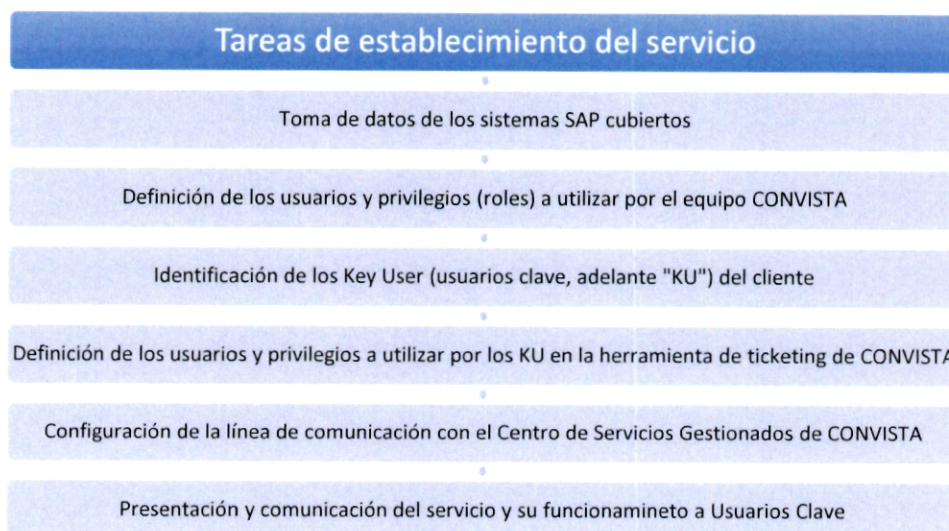 Tareas de establecimiento del servicio
Toma de datos de los sistemas SAP cubiertos
Definición de los usuarios y privilegios (roles) a utilizar por el equipo CONVISTA
Identificación de los Key User (usuarios clave, adelante "KU") del cliente
Definición de los usuarios y privilegios a utilizar por los KU en la herramienta de ticketing de CONVISTA
Configuración de la línea de comunicación con el Centro de Servicios Gestionados de CONVISTA
Presentación y comunicación del servicio y su funcionamineto a Usuarios Clave